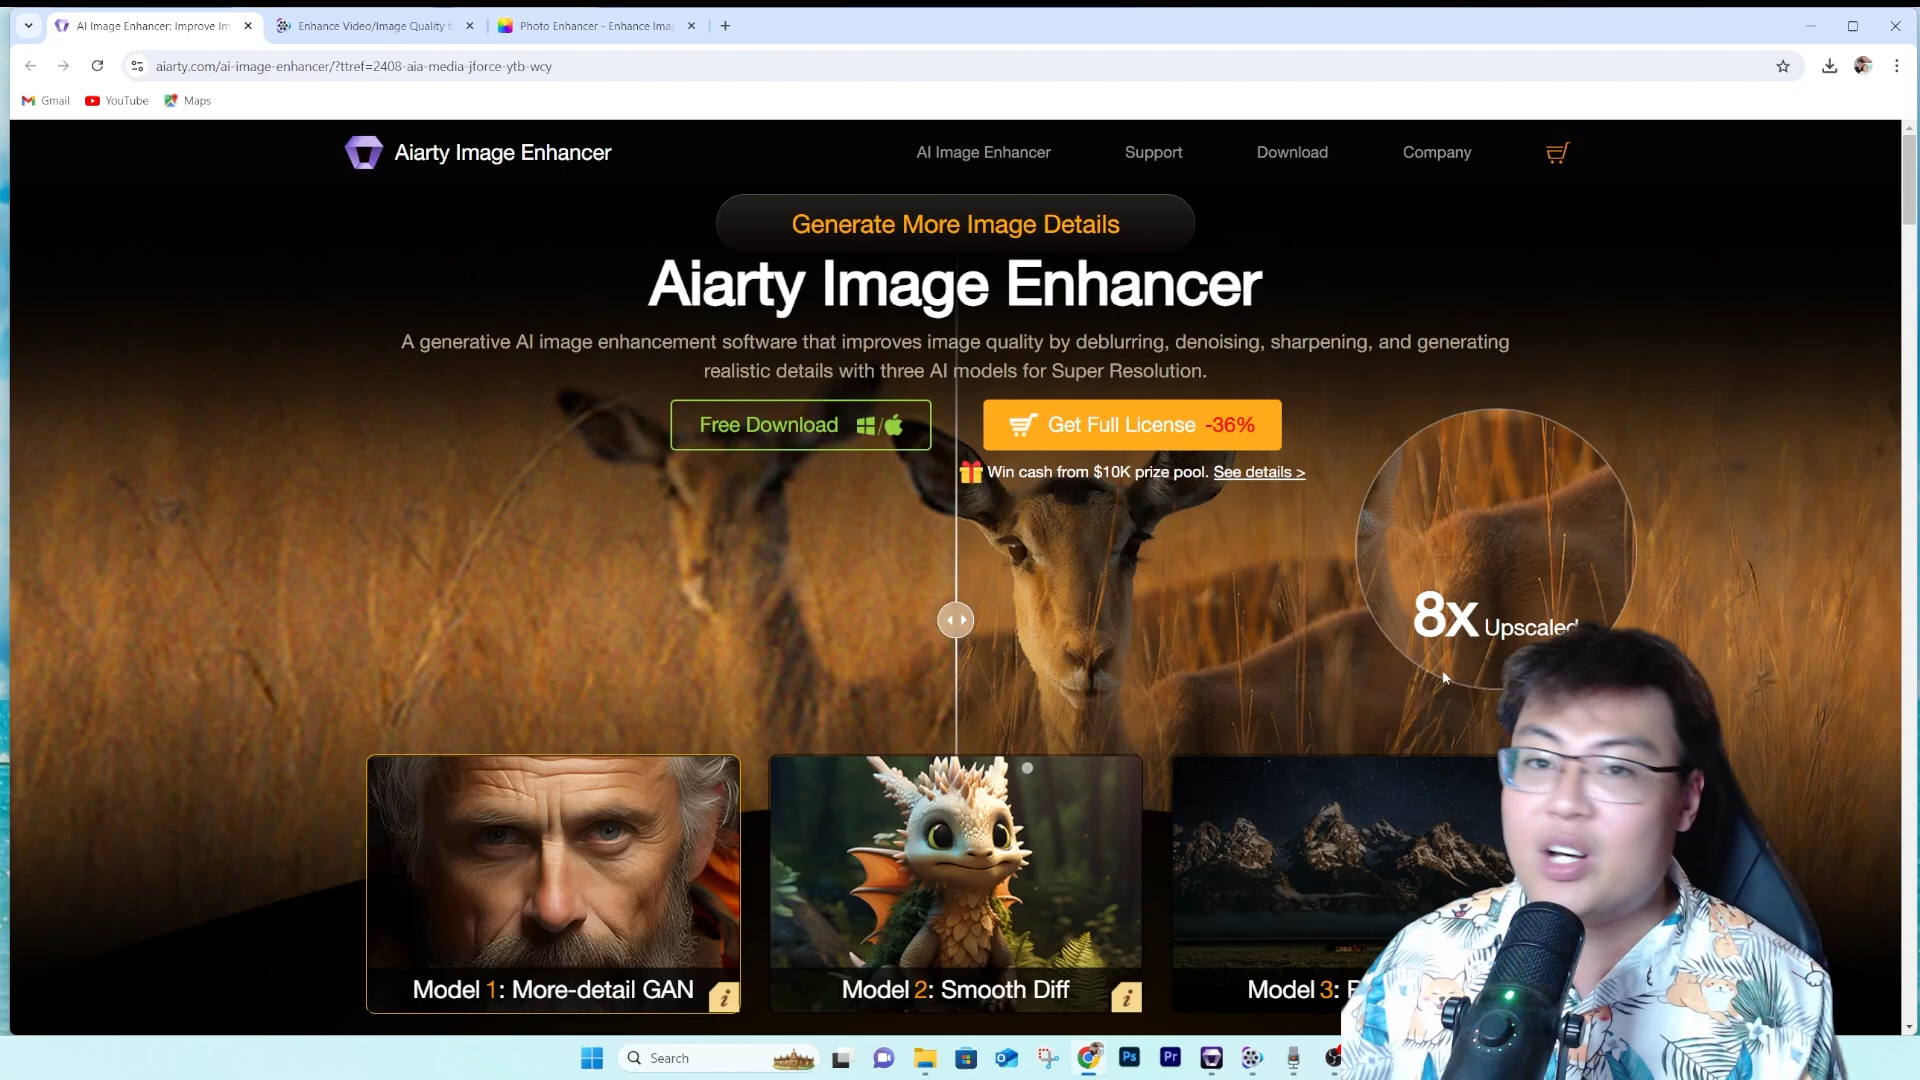 AI Image Enhancer: Improve Im
Enhance Video/Image Quality f
Photo Enhancer - Enhance Imag
aiarty.com/ai-image-enhancer/?ttref=2408-aia-media-jforce-ytb-wcy
Gmail
YouTube
Maps
Aiarty Image Enhancer
AI Image Enhancer
Support
Download
Company
Generate More Image Details
Aiarty Image Enhancer
A generative AI image enhancement software that improves image quality by deblurring, denoising, sharpening, and generating
realistic details with three AI models for Super Resolution.
Free Download /
Get Full License -36%
Win cash from $10K prize pool. See details >
8x Upscaled
Model 1: More-detail GAN
i
Model 2: Smooth Diff
i
Model 3:
Search
Ps
Pr